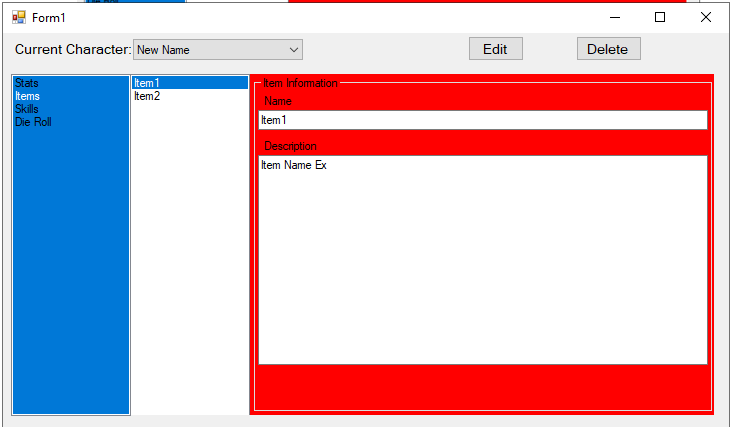 Form1
Current Character: New Name Edit Delete
Stats
Items
Skills
Die Roll
Item1
Item2
Item Information
Name
Item1
Description
Item Name Ex